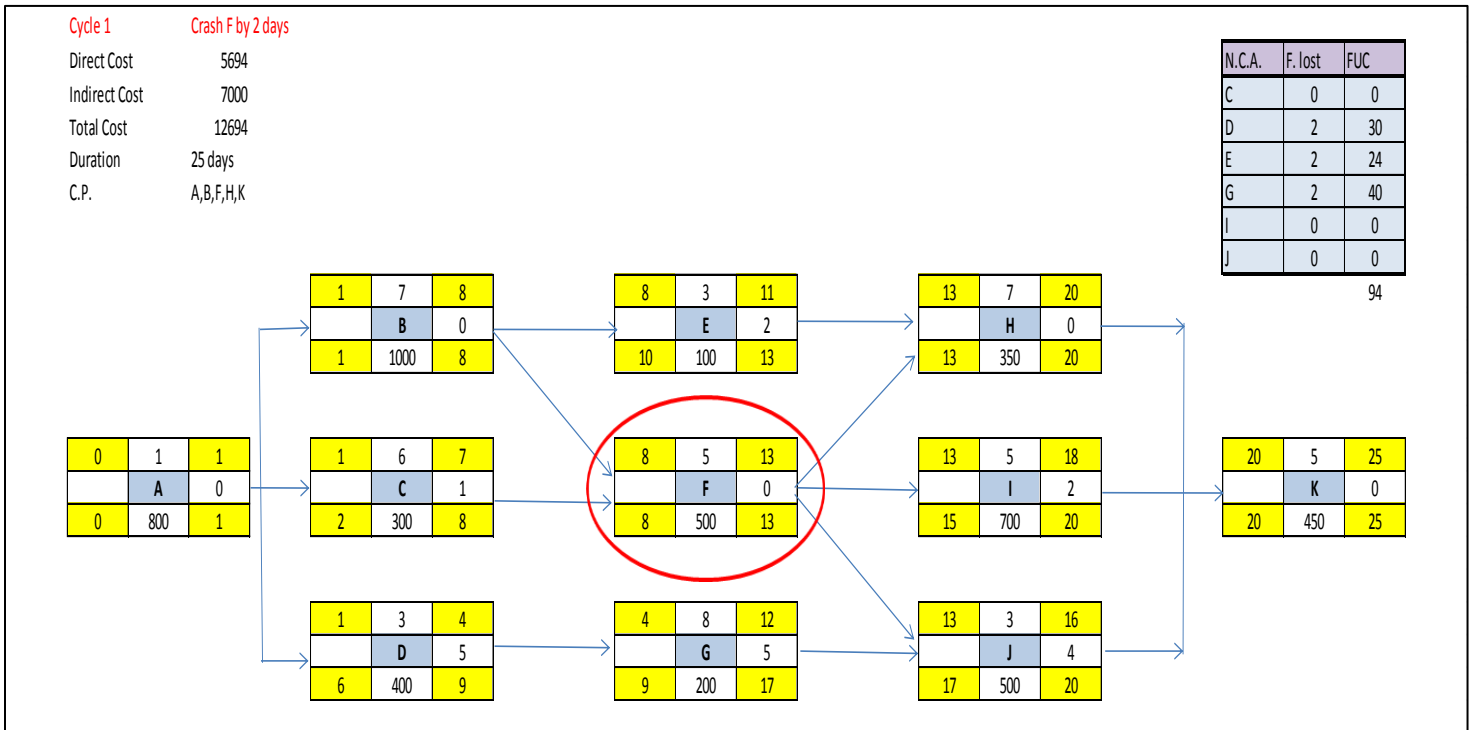 Cycle 1 Crash F by 2 days
Direct Cost 5694
Indirect Cost 7000
Total Cost 12694
Duration 25 days
C.P. A,B,F,H,K
N.C.A. F. lost FUC
C 0 0
D 2 30
E 2 24
G 2 40
I 0 0
J 0 0
94
1 7 8
B 0
1 1000 8
8 3 11
E 2
10 100 13
13 7 20
H 0
13 350 20
0 1 1
A 0
0 800 1
1 6 7
C 1
2 300 8
8 5 13
F 0
8 500 13
13 5 18
I 2
15 700 20
20 5 25
K 0
20 450 25
1 3 4
D 5
6 400 9
4 8 12
G 5
9 200 17
13 3 16
J 4
17 500 20